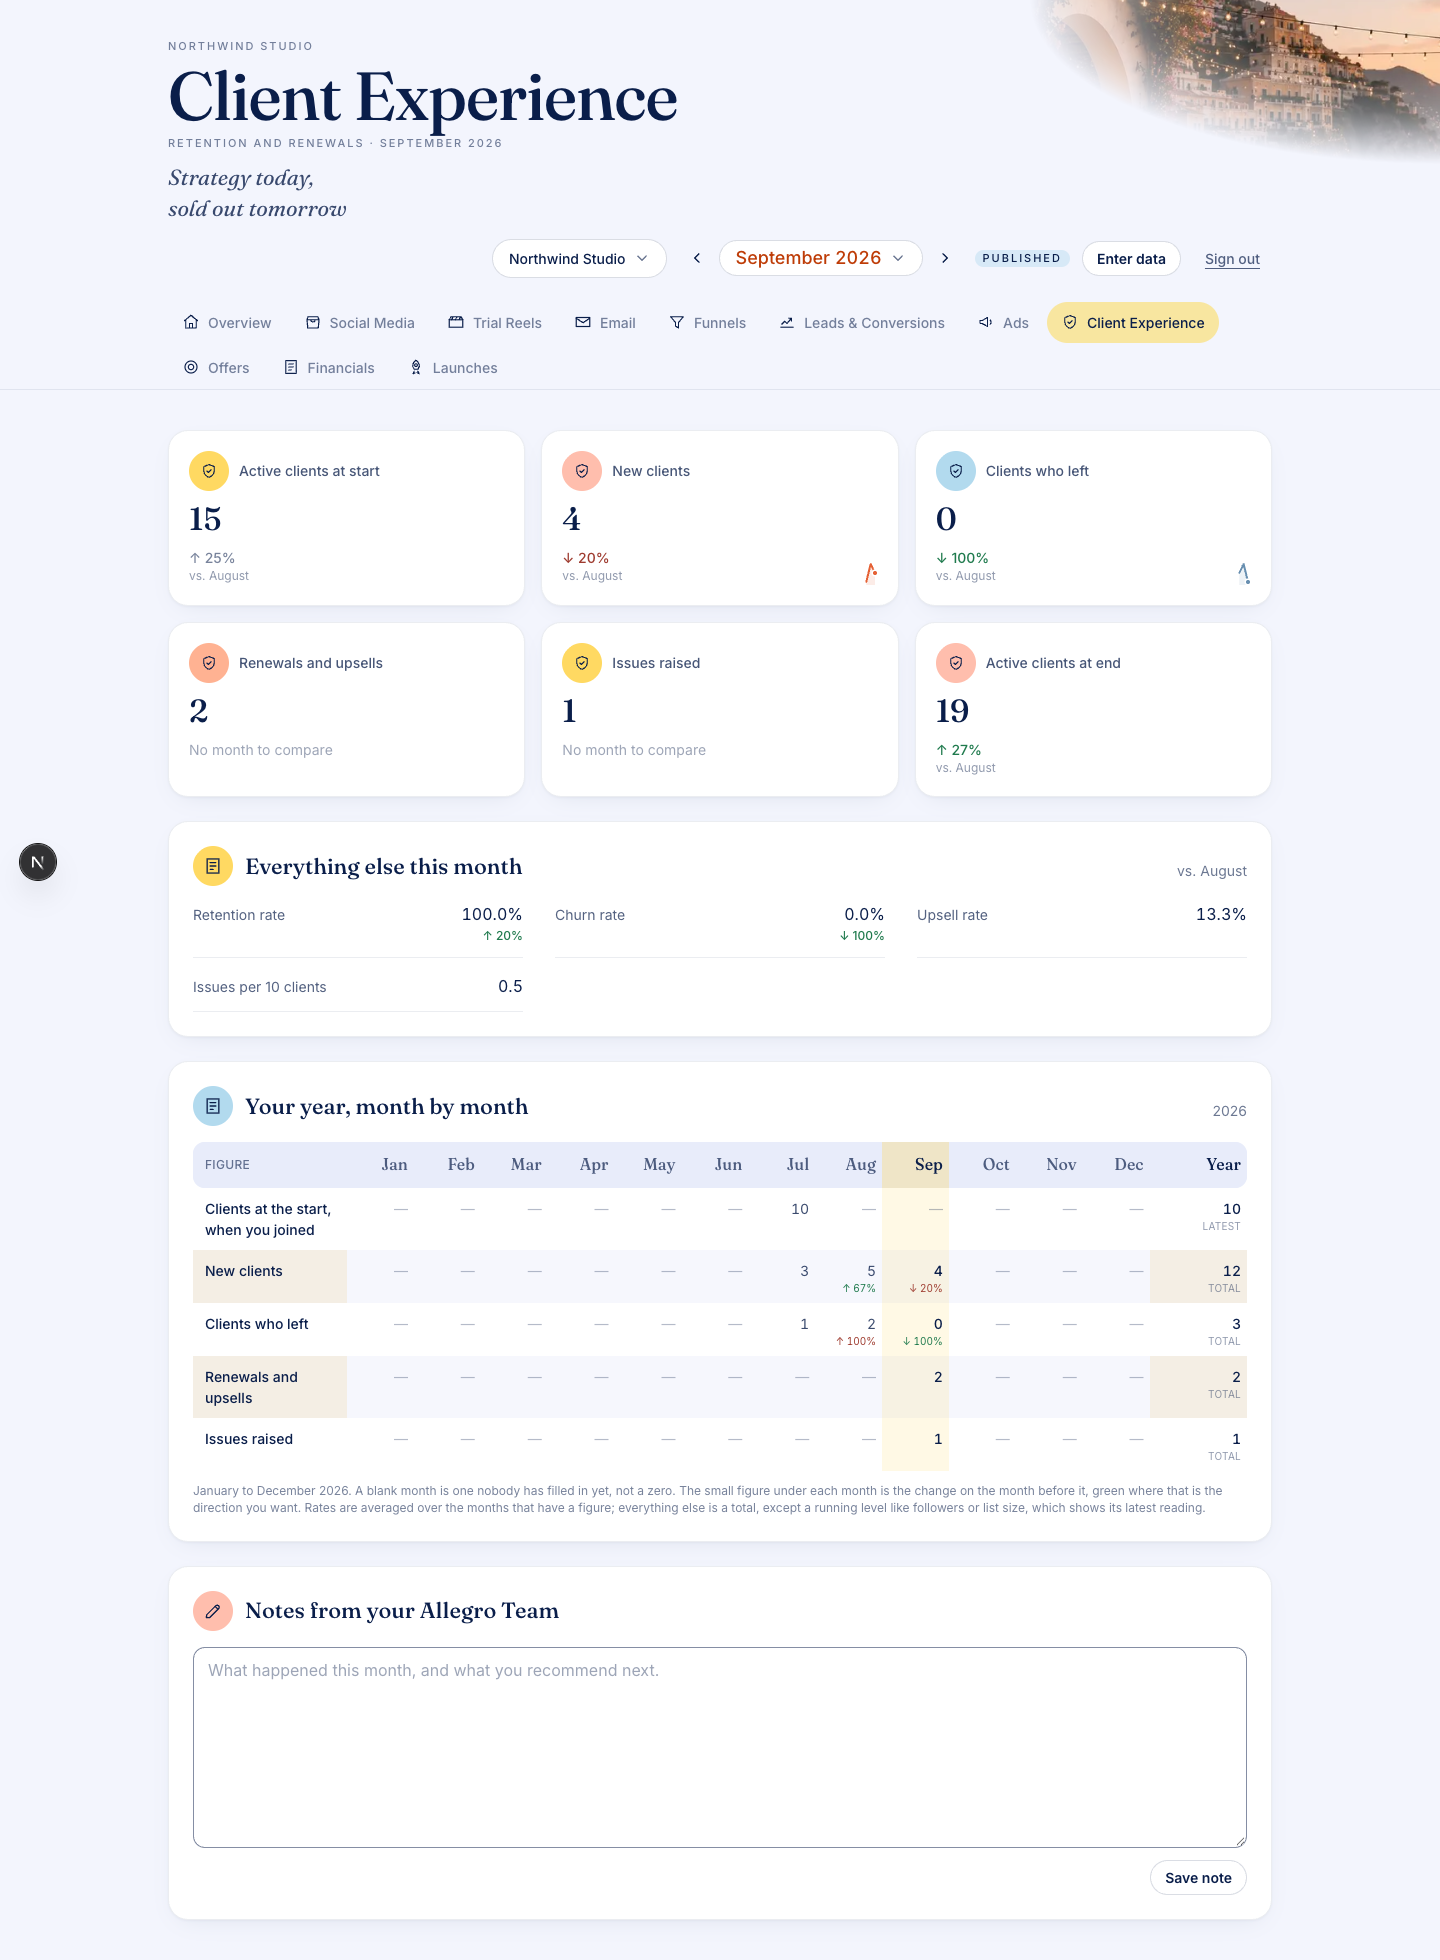 NORTHWIND STUDIO
Client Experience
RETENTION AND RENEWALS · SEPTEMBER 2026
Strategy today,
sold out tomorrow
Northwind Studio
September 2026
PUBLISHED
Enter data
Sign out
Overview
Social Media
Trial Reels
Email
Funnels
Leads & Conversions
Ads
Client Experience
Offers
Financials
Launches
Active clients at start
15
↑ 25%
vs. August
New clients
4
↓ 20%
vs. August
Clients who left
0
↓ 100%
vs. August
Renewals and upsells
2
No month to compare
Issues raised
1
No month to compare
Active clients at end
19
↑ 27%
vs. August
N
Everything else this month
vs. August
Retention rate 100.0%
↑ 20%
Churn rate 0.0%
↓ 100%
Upsell rate 13.3%
Issues per 10 clients 0.5
Your year, month by month
2026
FIGURE Jan Feb Mar Apr May Jun Jul Aug Sep Oct Nov Dec Year
Clients at the start, — — — — — — 10 — — — — — 10
when you joined LATEST
New clients — — — — — — 3 5 4 — — — 12
↑ 67% ↓ 20% TOTAL
Clients who left — — — — — — 1 2 0 — — — 3
↑ 100% ↓ 100% TOTAL
Renewals and — — — — — — — — 2 — — — 2
upsells TOTAL
Issues raised — — — — — — — — 1 — — — 1
TOTAL
January to December 2026. A blank month is one nobody has filled in yet, not a zero. The small figure under each month is the change on the month before it, green where that is the
direction you want. Rates are averaged over the months that have a figure; everything else is a total, except a running level like followers or list size, which shows its latest reading.
Notes from your Allegro Team
What happened this month, and what you recommend next.
Save note